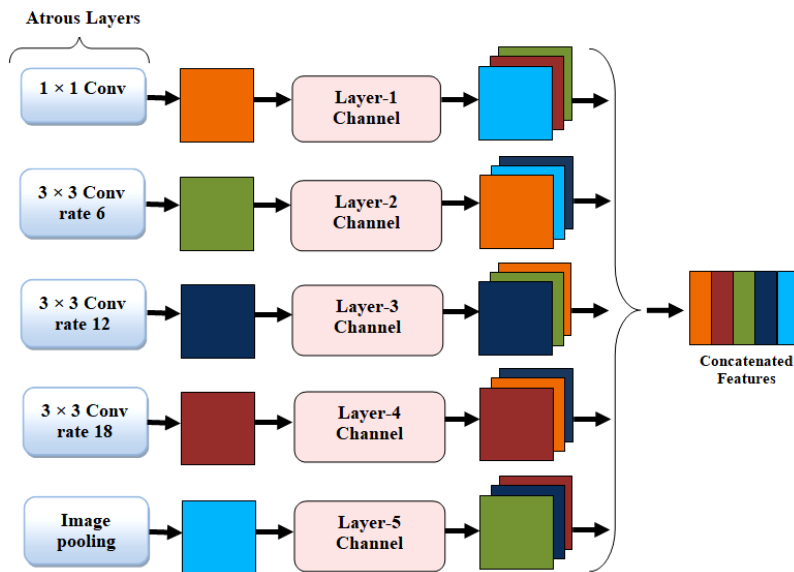 Atrous Layers
1 × 1 Conv
Layer-1
Channel
3 × 3 Conv
rate 6
Layer-2
Channel
3 × 3 Conv
rate 12
Layer-3
Channel
Concatenated
Features
3 × 3 Conv
rate 18
Layer-4
Channel
Image
pooling
Layer-5
Channel